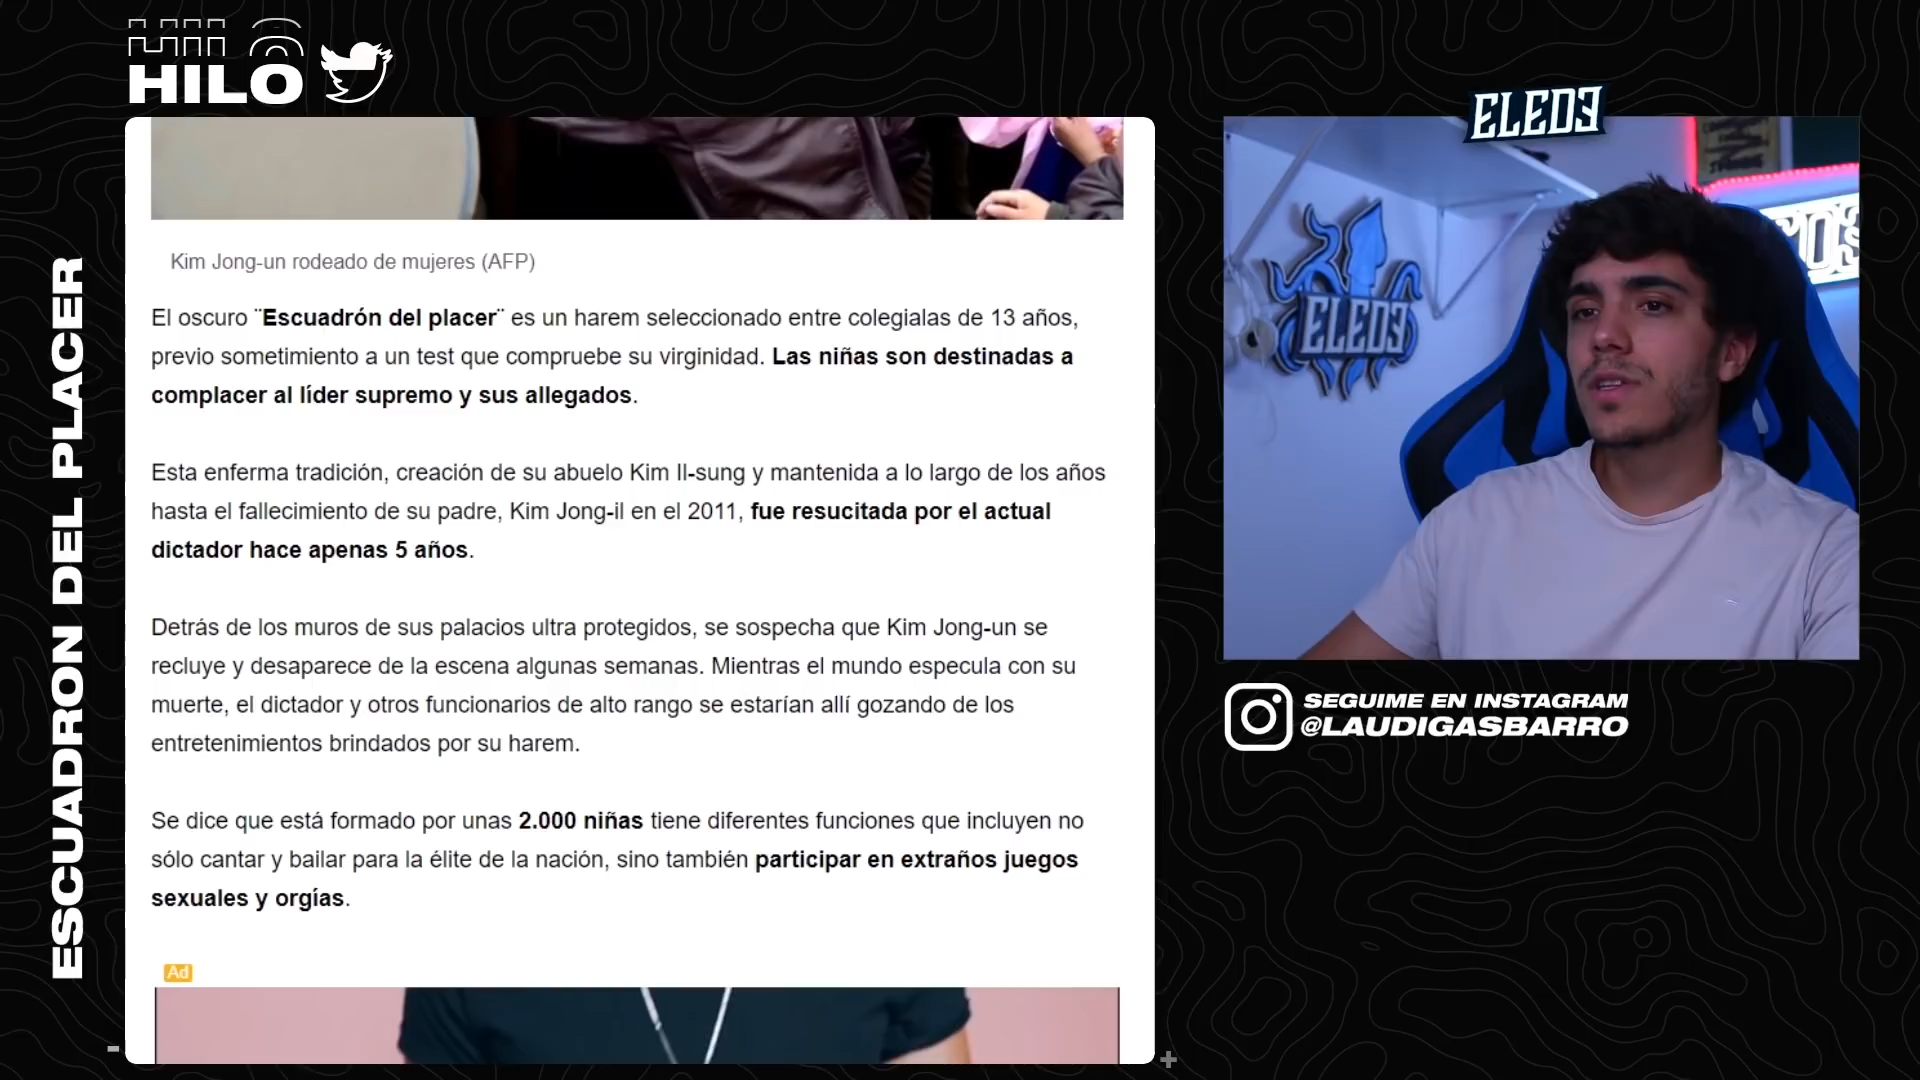 HILO
ELEDE
ESCUADRON DEL PLACER
Kim Jong-un rodeado de mujeres (AFP)
El oscuro ¨Escuadrón del placer¨ es un harem seleccionado entre colegialas de 13 años,
previo sometimiento a un test que compruebe su virginidad. Las niñas son destinadas a
complacer al líder supremo y sus allegados.
Esta enferma tradición, creación de su abuelo Kim Il-sung y mantenida a lo largo de los años
hasta el fallecimiento de su padre, Kim Jong-il en el 2011, fue resucitada por el actual
dictador hace apenas 5 años.
Detrás de los muros de sus palacios ultra protegidos, se sospecha que Kim Jong-un se
recluye y desaparece de la escena algunas semanas. Mientras el mundo especula con su
muerte, el dictador y otros funcionarios de alto rango se estarían allí gozando de los
entretenimientos brindados por su harem.
Se dice que está formado por unas 2.000 niñas tiene diferentes funciones que incluyen no
sólo cantar y bailar para la élite de la nación, sino también participar en extraños juegos
sexuales y orgías.
Ad
ELEDE
SEGUIME EN INSTAGRAM
@LAUDIGASBARRO